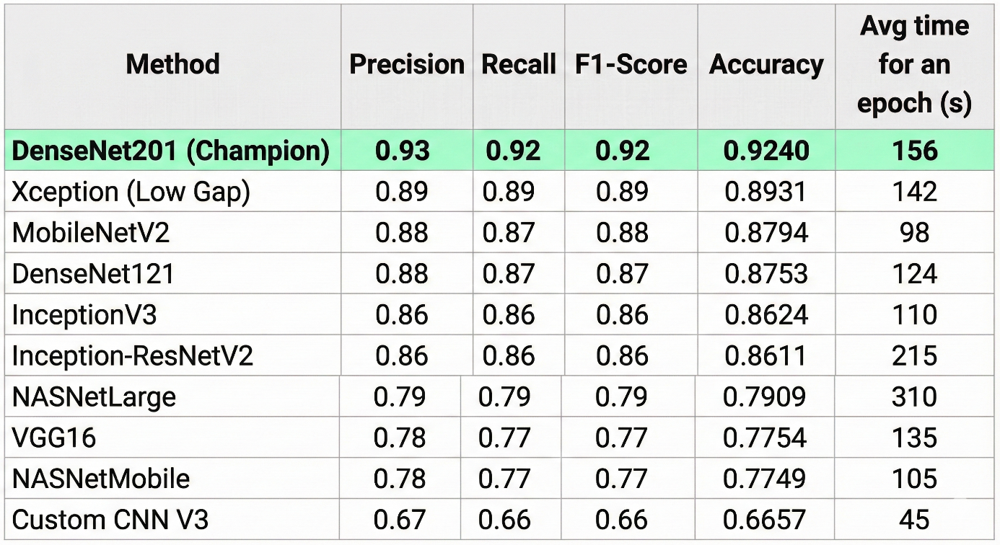 Method Precision Recall F1-Score Accuracy Avg time for an epoch (s)
DenseNet201 (Champion) 0.93 0.92 0.92 0.9240 156
Xception (Low Gap) 0.89 0.89 0.89 0.8931 142
MobileNetV2 0.88 0.87 0.88 0.8794 98
DenseNet121 0.88 0.87 0.87 0.8753 124
InceptionV3 0.86 0.86 0.86 0.8624 110
Inception-ResNetV2 0.86 0.86 0.86 0.8611 215
NASNetLarge 0.79 0.79 0.79 0.7909 310
VGG16 0.78 0.77 0.77 0.7754 135
NASNetMobile 0.78 0.77 0.77 0.7749 105
Custom CNN V3 0.67 0.66 0.66 0.6657 45